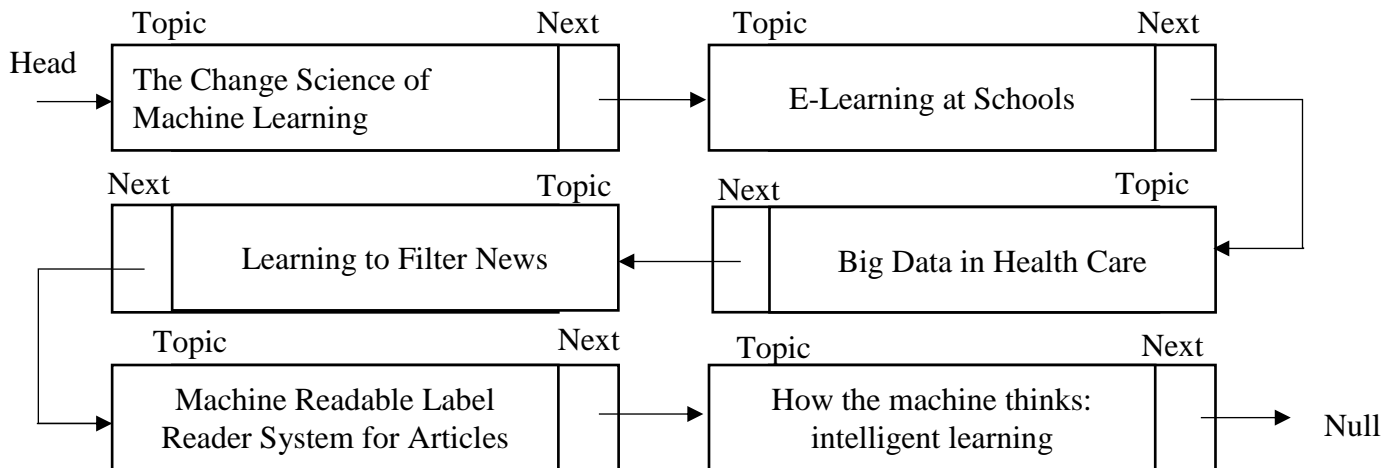 Topic Next Topic Next
Head
The Change Science of
Machine Learning
E-Learning at Schools
Next Topic Next Topic
Learning to Filter News
Big Data in Health Care
Topic Next Topic Next
Machine Readable Label
Reader System for Articles
How the machine thinks:
intelligent learning
Null